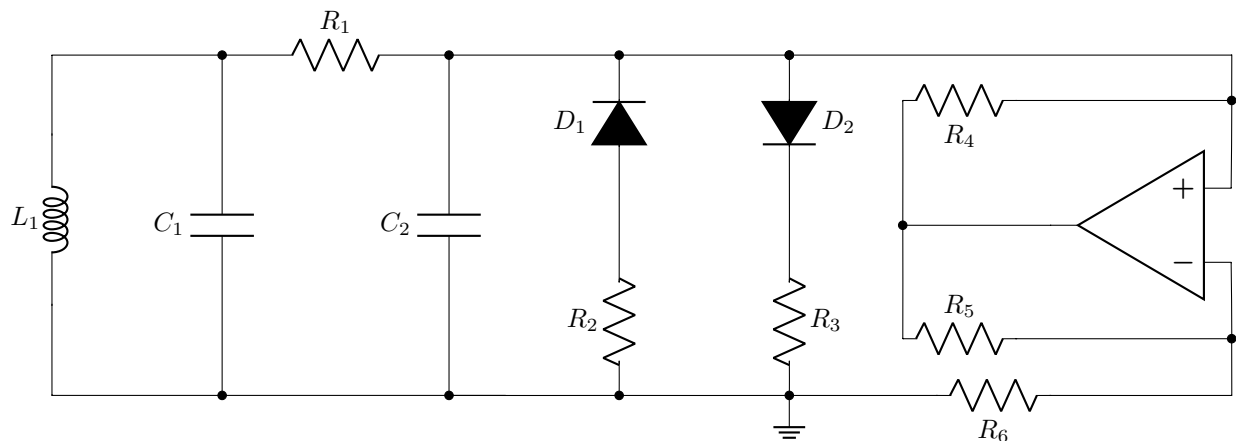 R₁
D₁
D₂
R₄
L₁
C₁
C₂
+
−
R₂
R₃
R₅
R₆